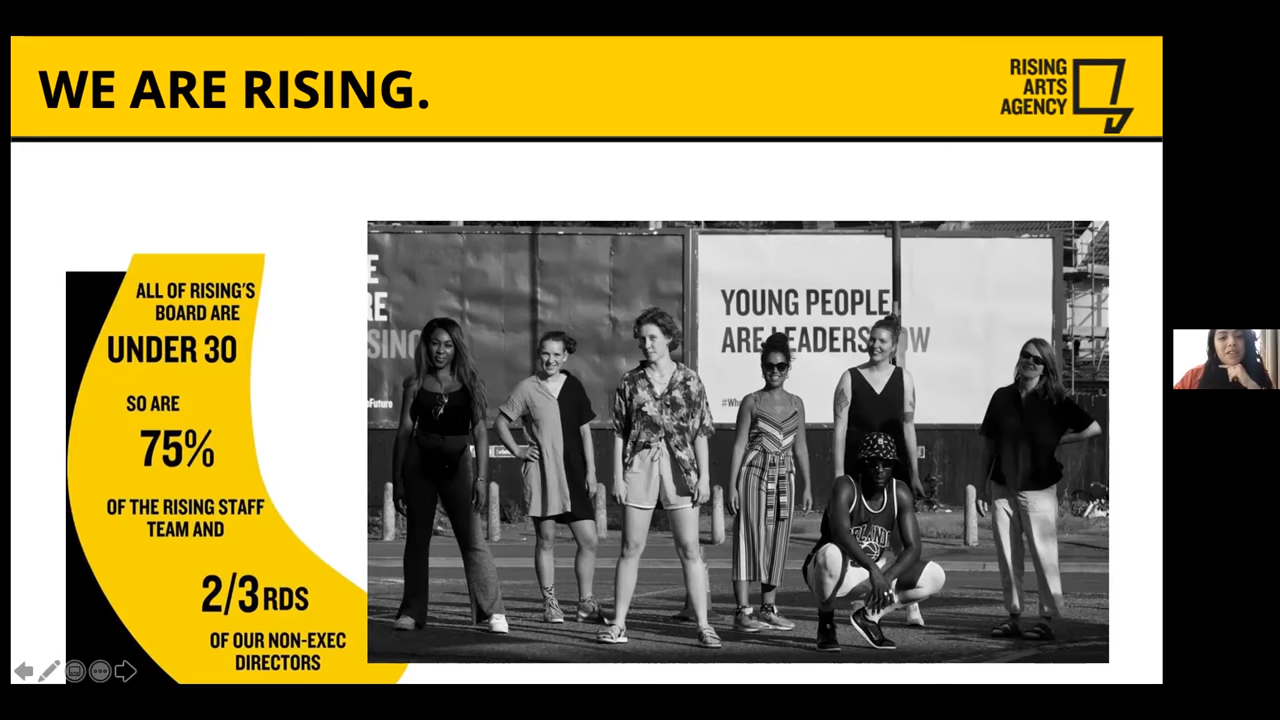 WE ARE RISING.
RISING
ARTS
AGENCY
ALL OF RISING'S
BOARD ARE
UNDER 30
SO ARE
75%
OF THE RISING STAFF
TEAM AND
2/3RDS
OF OUR NON-EXEC
DIRECTORS
YOUNG PEOPLE
ARE LEADERS